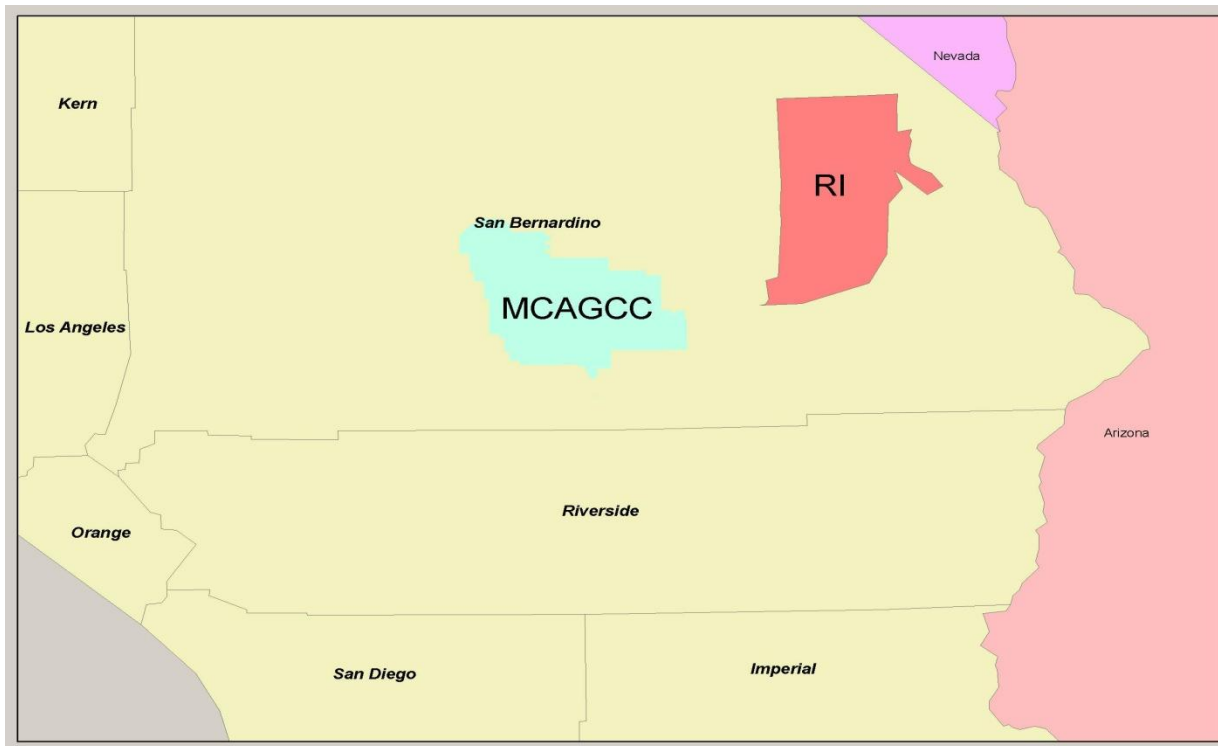 Nevada
Kern
RI
San Bernardino
MCAGCC
Los Angeles
Arizona
Riverside
Orange
Imperial
San Diego